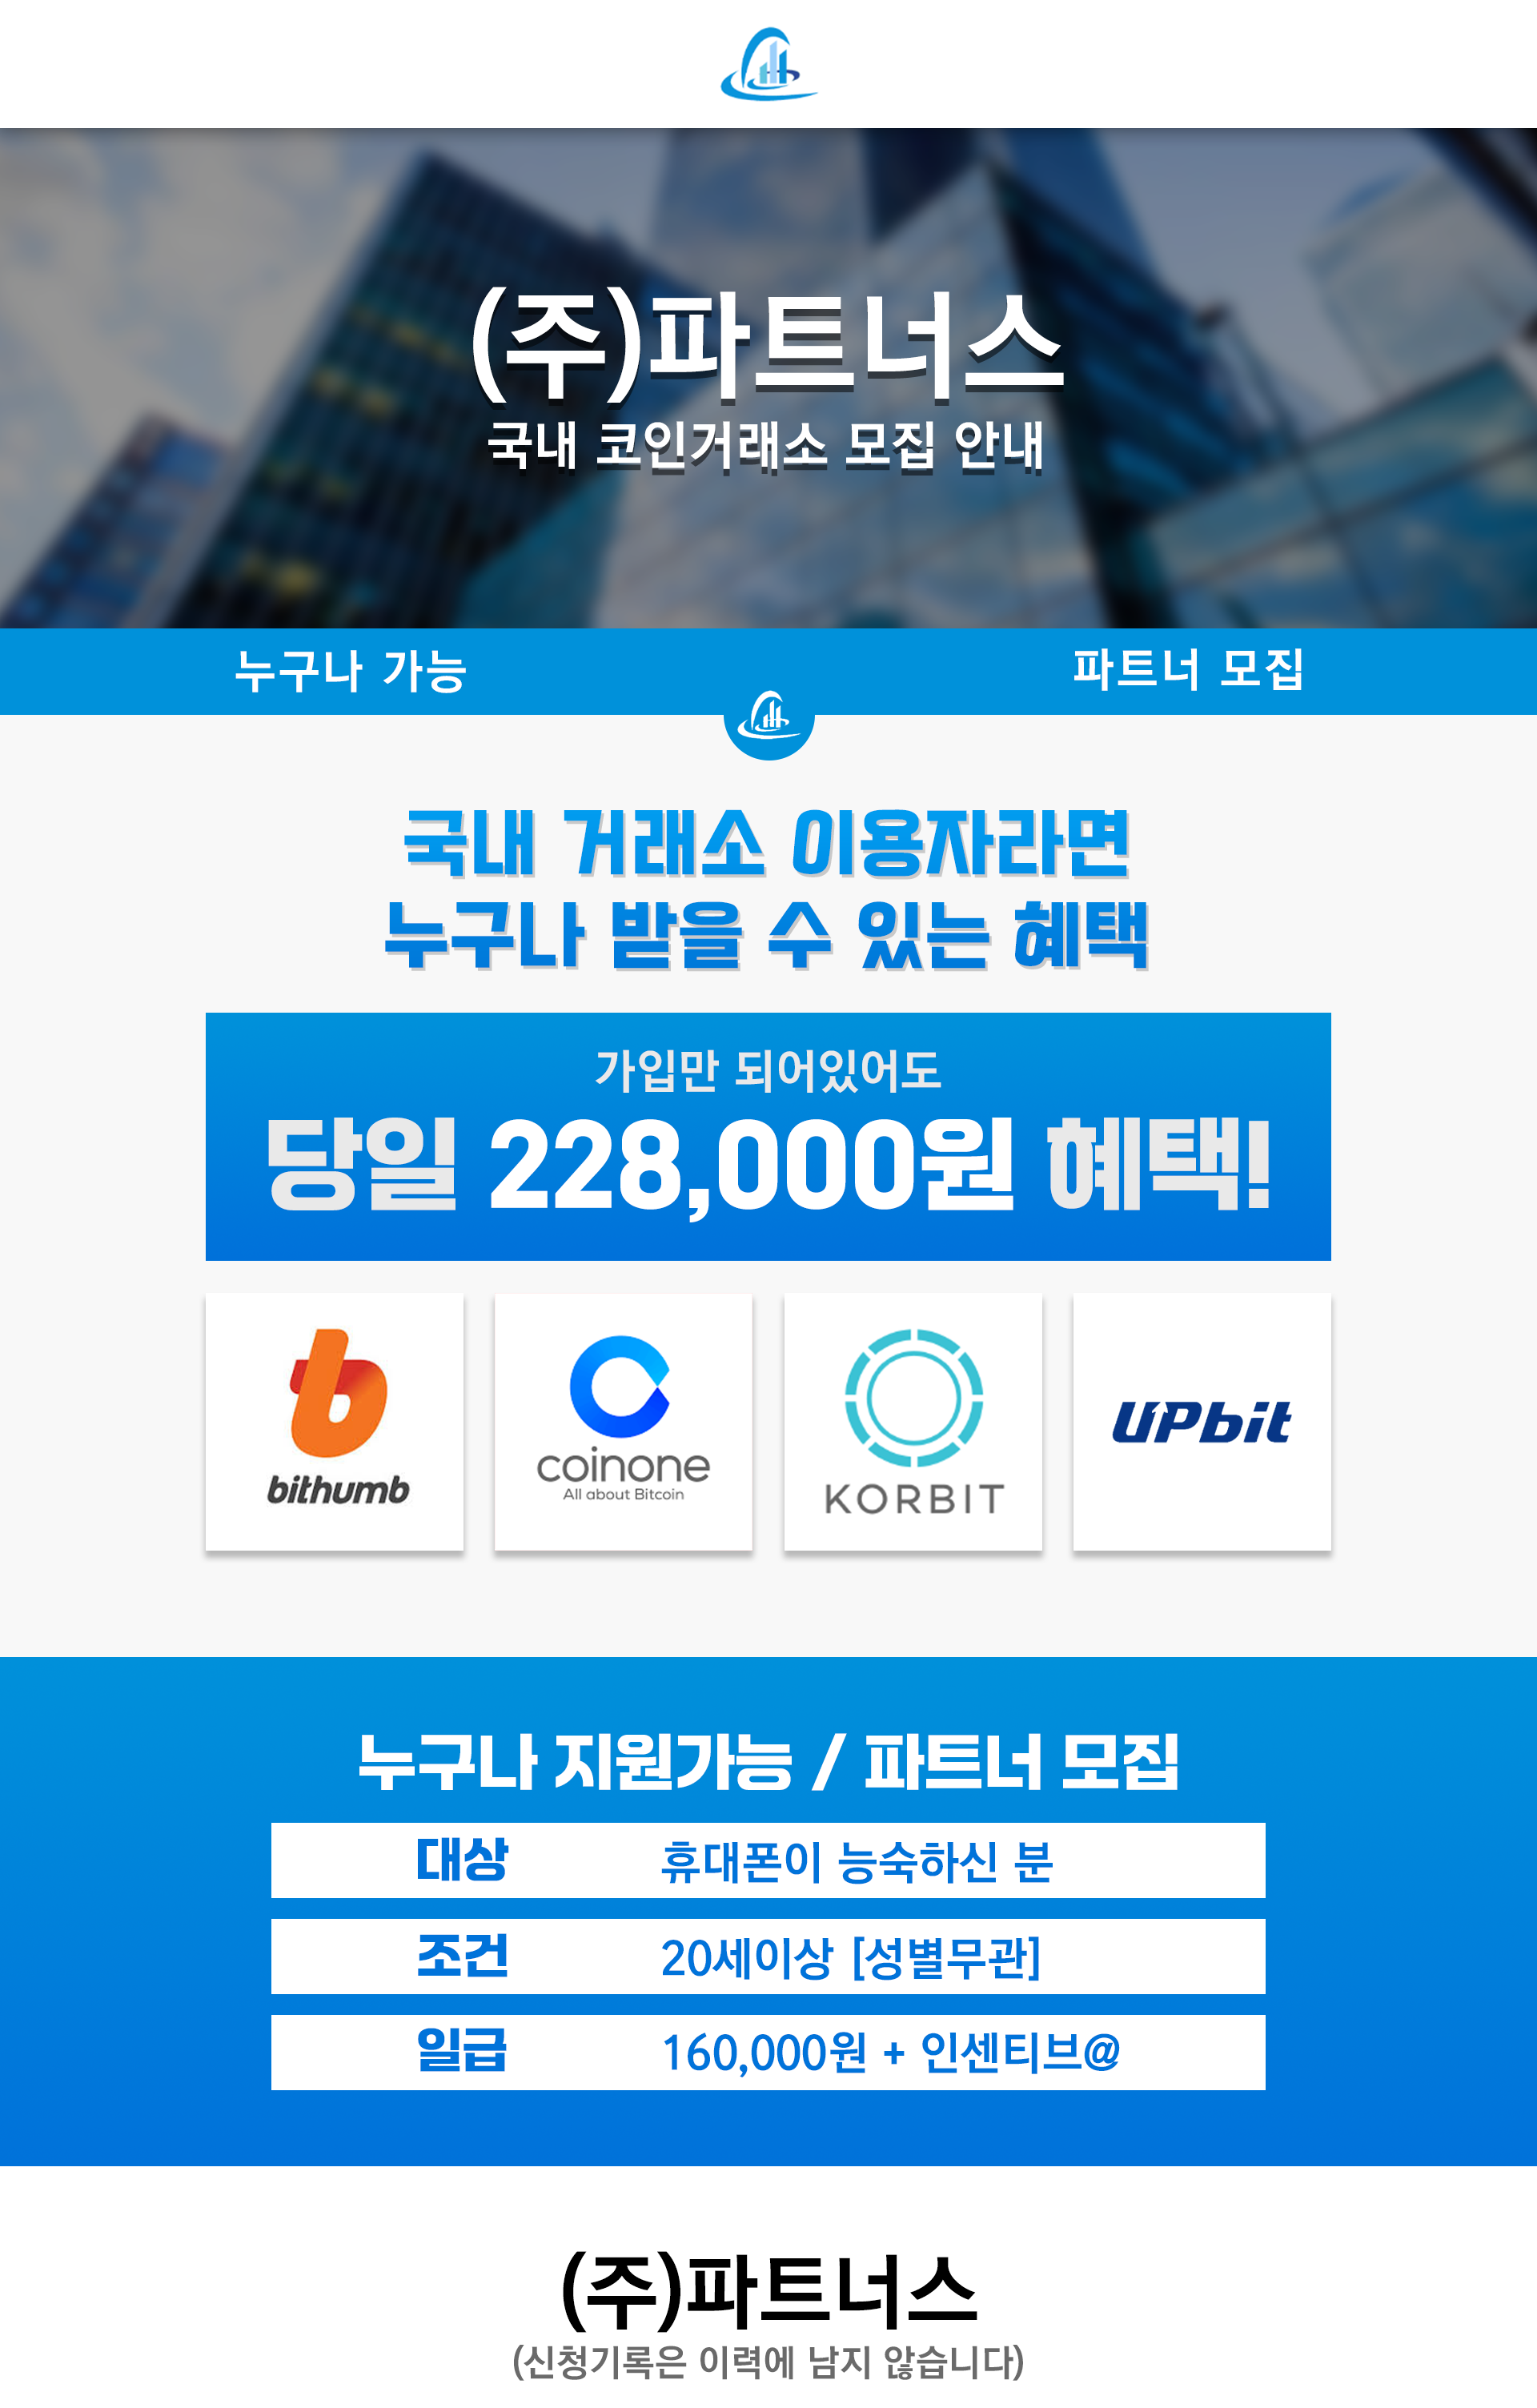 (주)파트너스
국내 코인거래소 모집 안내
누구나 가능
파트너 모집
국내 거래소 이용자라면
누구나 받을 수 있는 혜택
가입만 되어있어도
당일 228,000원 혜택!
bithumb
coinone
All about Bitcoin
KORBIT
UPbit
누구나 지원가능 / 파트너 모집
대상 휴대폰이 능숙하신 분
조건 20세이상 [성별무관]
일급 160,000원 + 인센티브@
(주)파트너스
(신청기록은 이력에 남지 않습니다)